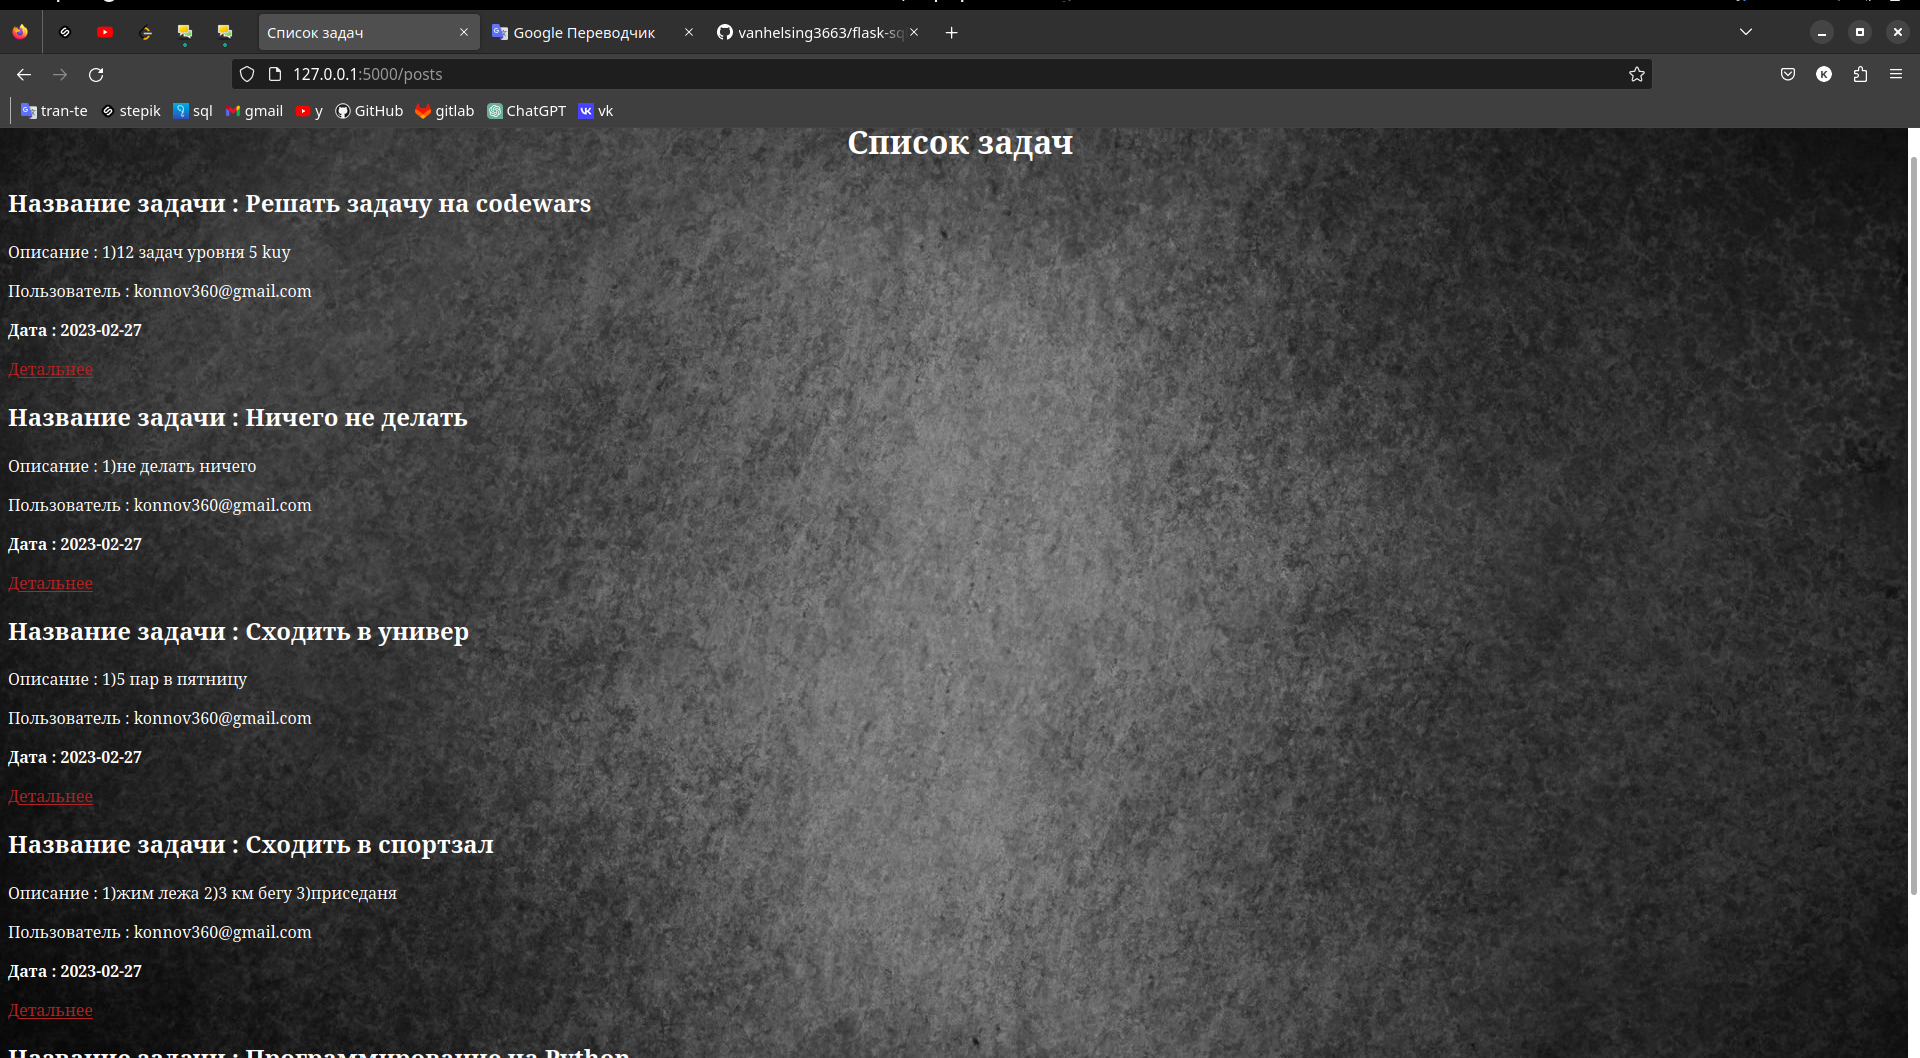 Список задач
Google Переводчик
vanhelsing3663/flask-sq
127.0.0.1:5000/posts
tran-te
stepik
sql
gmail
y
GitHub
gitlab
ChatGPT
vk
Список задач
Название задачи : Решать задачу на codewars
Описание : 1)12 задач уровня 5 kuy
Пользователь : konnov360@gmail.com
Дата : 2023-02-27
Детальнее
Название задачи : Ничего не делать
Описание : 1)не делать ничего
Пользователь : konnov360@gmail.com
Дата : 2023-02-27
Детальнее
Название задачи : Сходить в универ
Описание : 1)5 пар в пятницу
Пользователь : konnov360@gmail.com
Дата : 2023-02-27
Детальнее
Название задачи : Сходить в спортзал
Описание : 1)жим лежа 2)3 км бегу 3)приседаня
Пользователь : konnov360@gmail.com
Дата : 2023-02-27
Детальнее
Название задачи : Программирование на Python